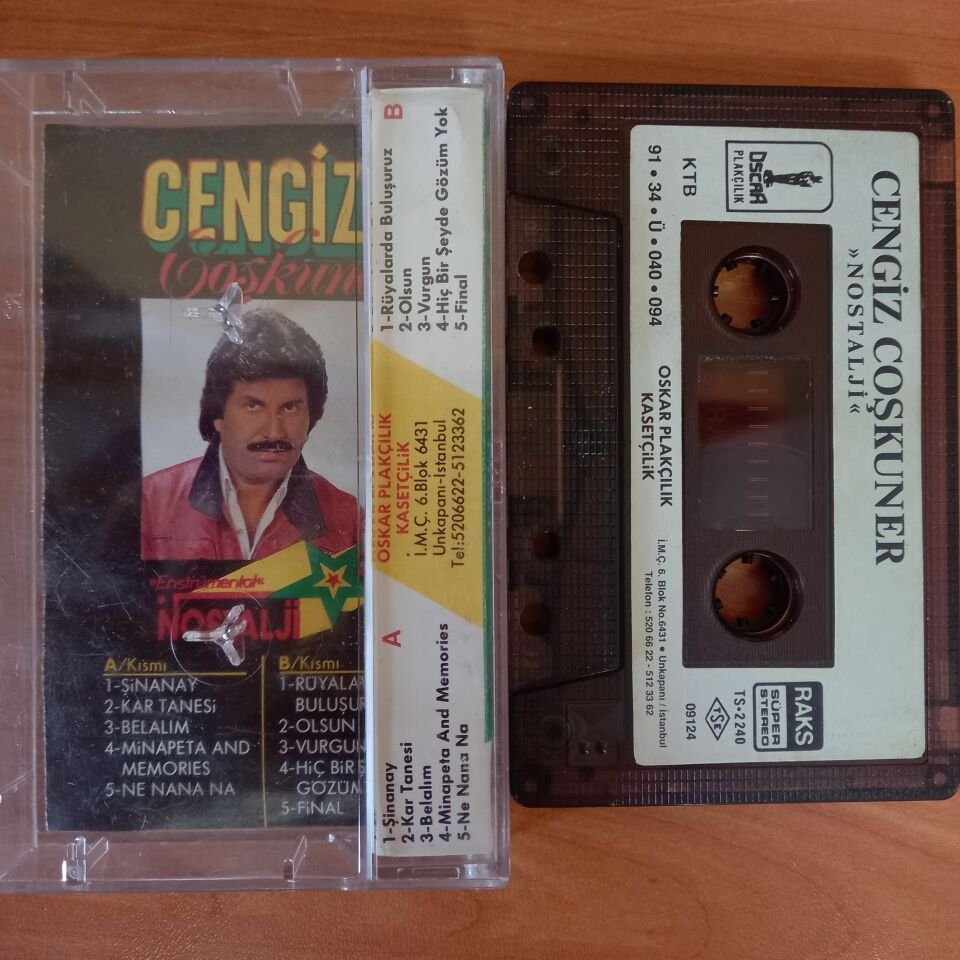 CENGİZ
Coşkun
»Enstrümental«
NOSTALJİ
A/Kısmı
1-ŞİNANAY
2-KAR TANESİ
3-BELALIM
4-MİNAPETA AND
MEMORIES
5-NE NANA NA
B/Kısmı
1-RÜYALA
BULUŞUR
2-OLSUN
3-VURGUN
4-HİÇ BİR Ş
GÖZÜM
5-FİNAL
B
1-Rüyalarda Buluşuruz
2-Olsun
3-Vurgun
4-Hiç Bir Şeyde Gözüm Yok
5-Final
OSKAR PLAKÇILIK
KASETÇİLİK
İ.M.Ç. 6.Blok 6431
Unkapanı-İstanbul
Tel:5206622-5123362
A
1-Şinanay
2-Kar Tanesi
3-Belalım
4-Minapeta And Memories
5-Ne Nana Na
CENGİZ COŞKUNER
»NOSTALJİ«
OSCAR
PLAKÇILIK
KTB
91 • 34 • Ü • 040 • 094
OSKAR PLAKÇILIK
KASETÇİLİK
İ.M.Ç. 6. Blok No.6431 • Unkapanı / İstanbul
Telefon : 520 66 22 - 512 33 62
RAKS
SÜPER
STEREO
TS•2240
TSE
09124